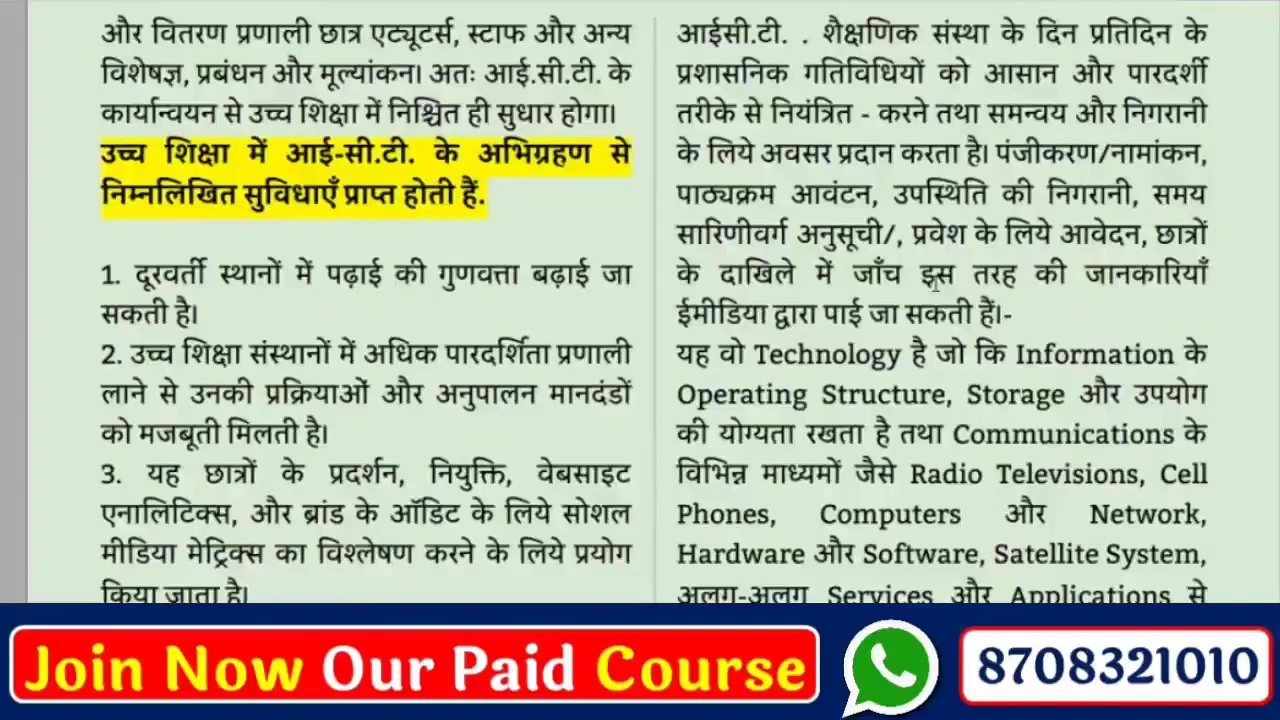 और वितरण प्रणाली छात्र एट्यूटर्स, स्टाफ और अन्य
विशेषज्ञ, प्रबंधन और मूल्यांकन। अतः आई.सी.टी. के
कार्यान्वयन से उच्च शिक्षा में निश्चित ही सुधार होगा।
उच्च शिक्षा में आई-सी.टी. के अभिग्रहण से
निम्नलिखित सुविधाएँ प्राप्त होती हैं.
1. दूरवर्ती स्थानों में पढ़ाई की गुणवत्ता बढ़ाई जा
सकती है।
2. उच्च शिक्षा संस्थानों में अधिक पारदर्शिता प्रणाली
लाने से उनकी प्रक्रियाओं और अनुपालन मानदंडों
को मजबूती मिलती है।
3. यह छात्रों के प्रदर्शन, नियुक्ति, वेबसाइट
एनालिटिक्स, और ब्रांड के ऑडिट के लिये सोशल
मीडिया मेट्रिक्स का विश्लेषण करने के लिये प्रयोग
किया जाता है।
आईसी.टी. . शैक्षणिक संस्था के दिन प्रतिदिन के
प्रशासनिक गतिविधियों को आसान और पारदर्शी
तरीके से नियंत्रित - करने तथा समन्वय और निगरानी
के लिये अवसर प्रदान करता है। पंजीकरण/नामांकन,
पाठ्यक्रम आवंटन, उपस्थिति की निगरानी, समय
सारिणीवर्ग अनुसूची/, प्रवेश के लिये आवेदन, छात्रों
के दाखिले में जाँच इस तरह की जानकारियाँ
ईमीडिया द्वारा पाई जा सकती हैं।-
यह वो Technology है जो कि Information के
Operating Structure, Storage और उपयोग
की योग्यता रखता है तथा Communications के
विभिन्न माध्यमों जैसे Radio Televisions, Cell
Phones, Computers और Network,
Hardware और Software, Satellite System,
अलग-अलग Services और Applications से
Join Now Our Paid Course
8708321010